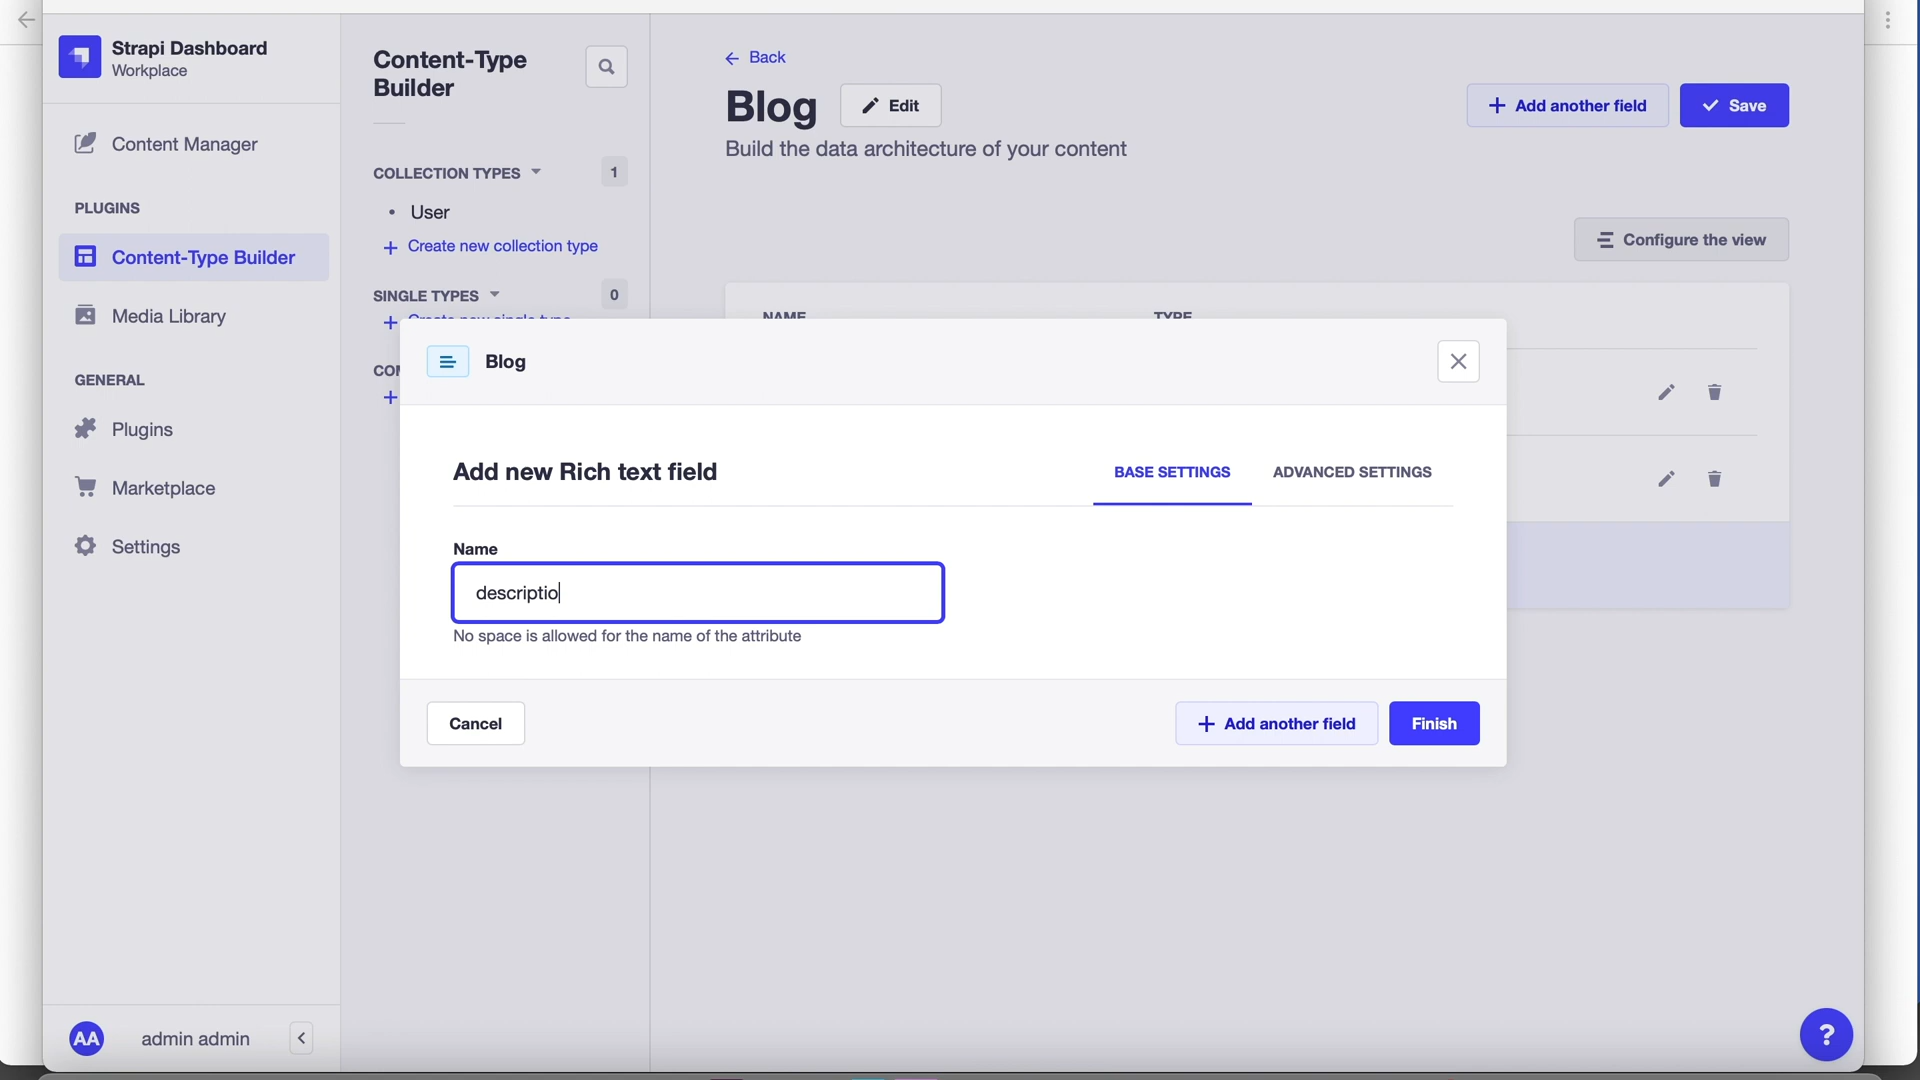 Strapi Dashboard
Workplace
Content Manager
PLUGINS
Content-Type Builder
Media Library
GENERAL
Plugins
Marketplace
Settings
AA
admin admin
Content-Type
Builder
COLLECTION TYPES
1
User
Create new collection type
SINGLE TYPES
0
Create new single type
Back
Blog
Edit
Add another field
Save
Build the data architecture of your content
Configure the view
NAME
TYPE
Blog
Add new Rich text field
BASE SETTINGS
ADVANCED SETTINGS
Name
descriptio
No space is allowed for the name of the attribute
Cancel
Add another field
Finish
?